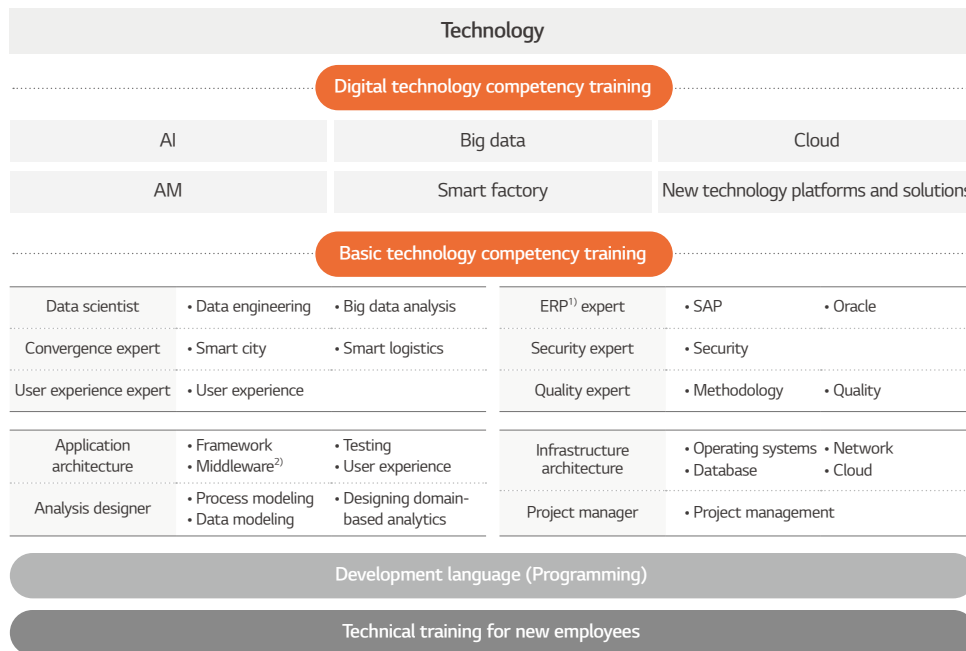 Technology
Digital technology competency training
AI
Big data
Cloud
AM
Smart factory
New technology platforms and solutions
Basic technology competency training
Data scientist
• Data engineering
• Big data analysis
Convergence expert
• Smart city
• Smart logistics
User experience expert
• User experience
ERP1) expert
• SAP
• Oracle
Security expert
• Security
Quality expert
• Methodology
• Quality
Application
architecture
• Framework
• Middleware2)
• Testing
• User experience
Analysis designer
• Process modeling
• Data modeling
• Designing domain-
based analytics
Infrastructure
architecture
• Operating systems
• Database
• Network
• Cloud
Project manager
• Project management
Development language (Programming)
Technical training for new employees